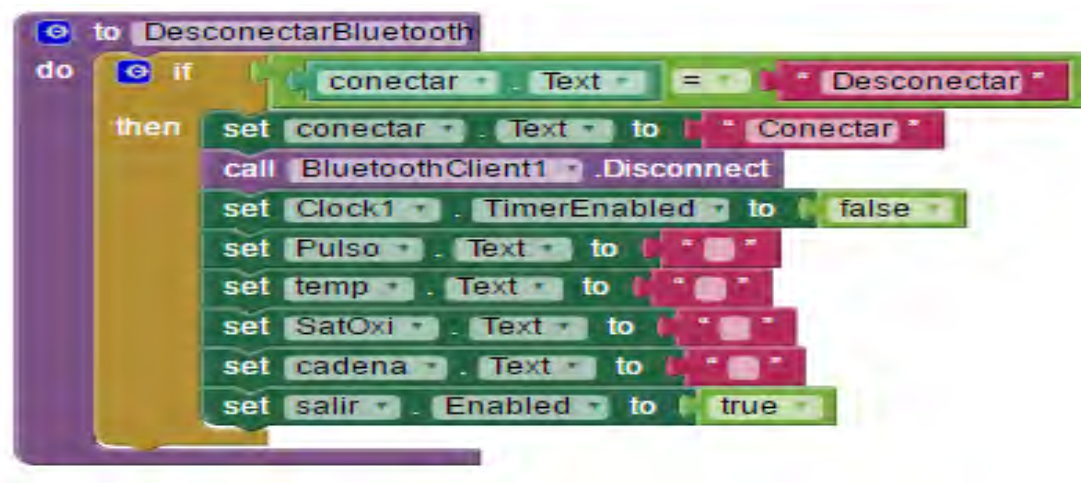 to DesconectarBluetooth
do if conectar . Text = " Desconectar "
then set conectar . Text to " Conectar "
call BluetoothClient1 .Disconnect
set Clock1 . TimerEnabled to false
set Pulso . Text to " "
set temp . Text to " "
set SatOxi . Text to " "
set cadena . Text to " "
set salir . Enabled to true